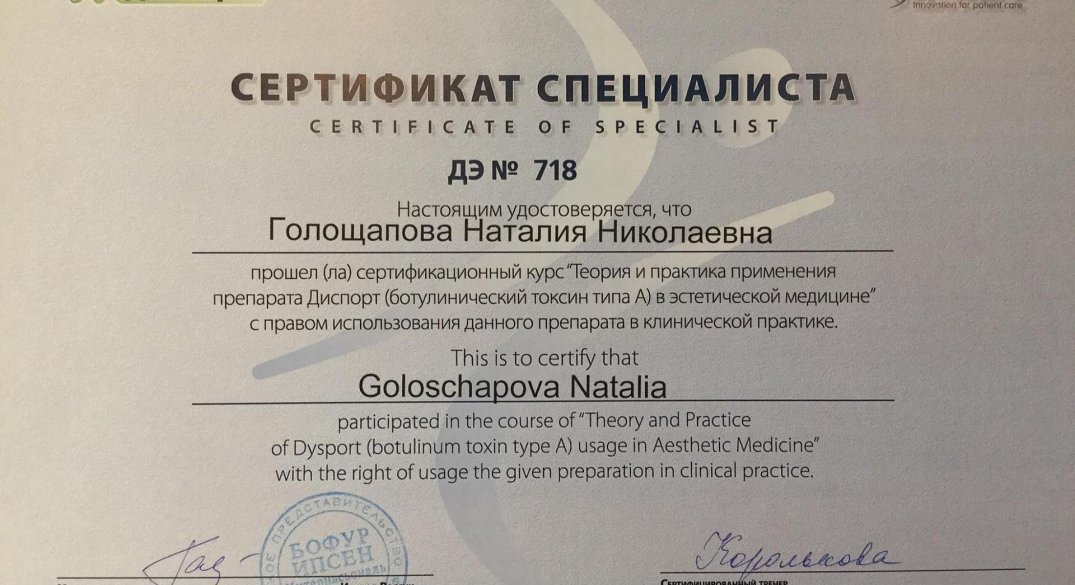 Innovation for patient care
СЕРТИФИКАТ СПЕЦИАЛИСТА
CERTIFICATE OF SPECIALIST
ДЭ № 718
Настоящим удостоверяется, что
Голощапова Наталия Николаевна
прошел (ла) сертификационный курс "Теория и практика применения
препарата Диспорт (ботулинический токсин типа А) в эстетической медицине"
с правом использования данного препарата в клинической практике.
This is to certify that
Goloschapova Natalia
participated in the course of "Theory and Practice
of Dysport (botulinum toxin type A) usage in Aesthetic Medicine"
with the right of usage the given preparation in clinical practice.
ПРЕДСТАВИТЕЛЬСТВО
БОФУР
ИПСЕН
Королькова
Сертифицированный тренер